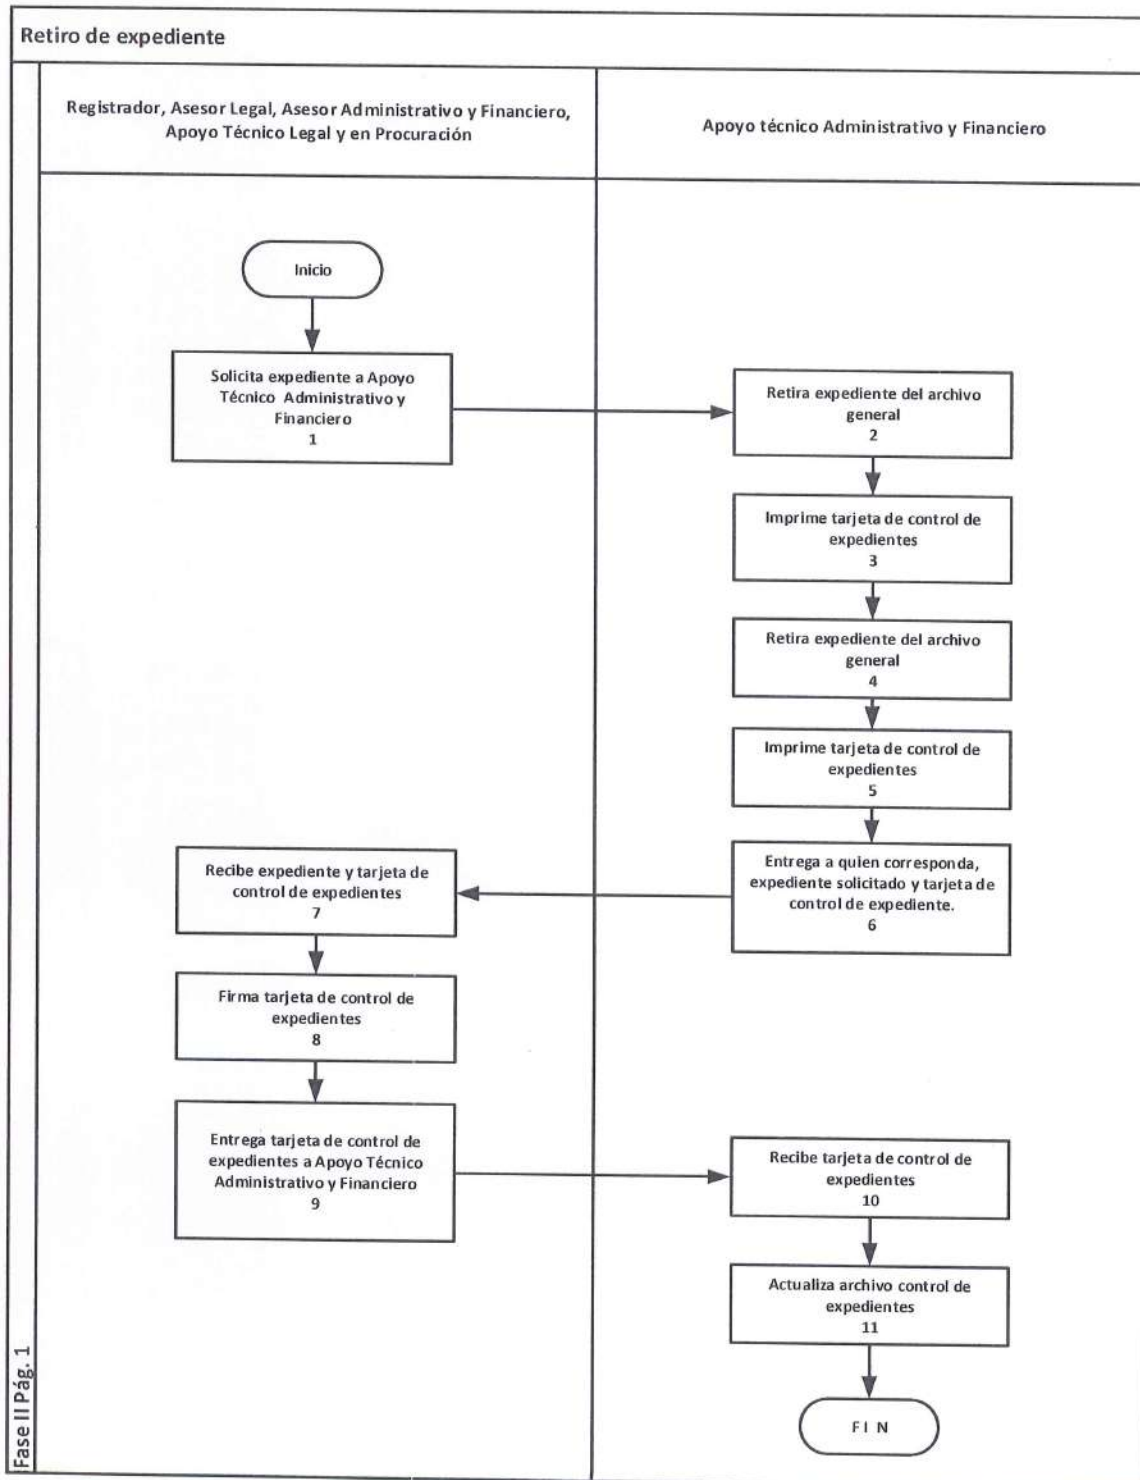 Retiro de expediente
Registrador, Asesor Legal, Asesor Administrativo y Financiero,
Apoyo Técnico Legal y en Procuración
Apoyo técnico Administrativo y Financiero
Inicio
Solicita expediente a Apoyo
Técnico Administrativo y
Financiero
1
Retira expediente del archivo
general
2
Imprime tarjeta de control de
expedientes
3
Retira expediente del archivo
general
4
Imprime tarjeta de control de
expedientes
5
Entrega a quien corresponda,
expediente solicitado y tarjeta de
control de expediente.
6
Recibe expediente y tarjeta de
control de expedientes
7
Firma tarjeta de control de
expedientes
8
Entrega tarjeta de control de
expedientes a Apoyo Técnico
Administrativo y Financiero
9
Recibe tarjeta de control de
expedientes
10
Actualiza archivo control de
expedientes
11
F I N
Fase II Pág. 1